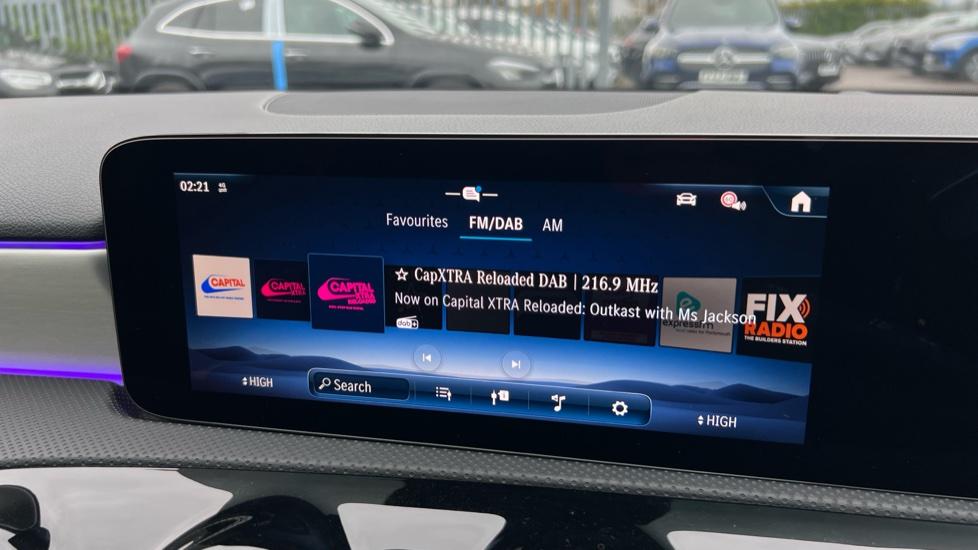 02:21 4G
Favourites FM/DAB AM
CAPITAL
CAPITAL
XTRA
CAPITAL
XTRA
RELOADED
☆ CapXTRA Reloaded DAB | 216.9 MHz
Now on Capital XTRA Reloaded: Outkast with Ms Jackson
dab+
expressfm
FIX
RADIO
THE BUILDERS STATION
HIGH
Search
HIGH